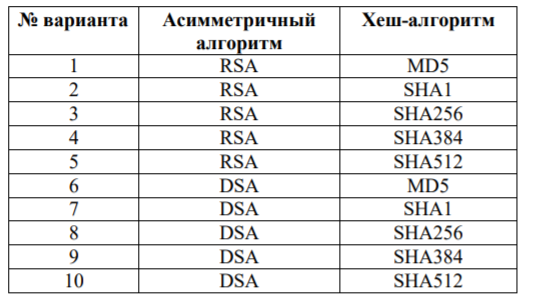 № варианта Асимметричный алгоритм Хеш-алгоритм
1 RSA MD5
2 RSA SHA1
3 RSA SHA256
4 RSA SHA384
5 RSA SHA512
6 DSA MD5
7 DSA SHA1
8 DSA SHA256
9 DSA SHA384
10 DSA SHA512